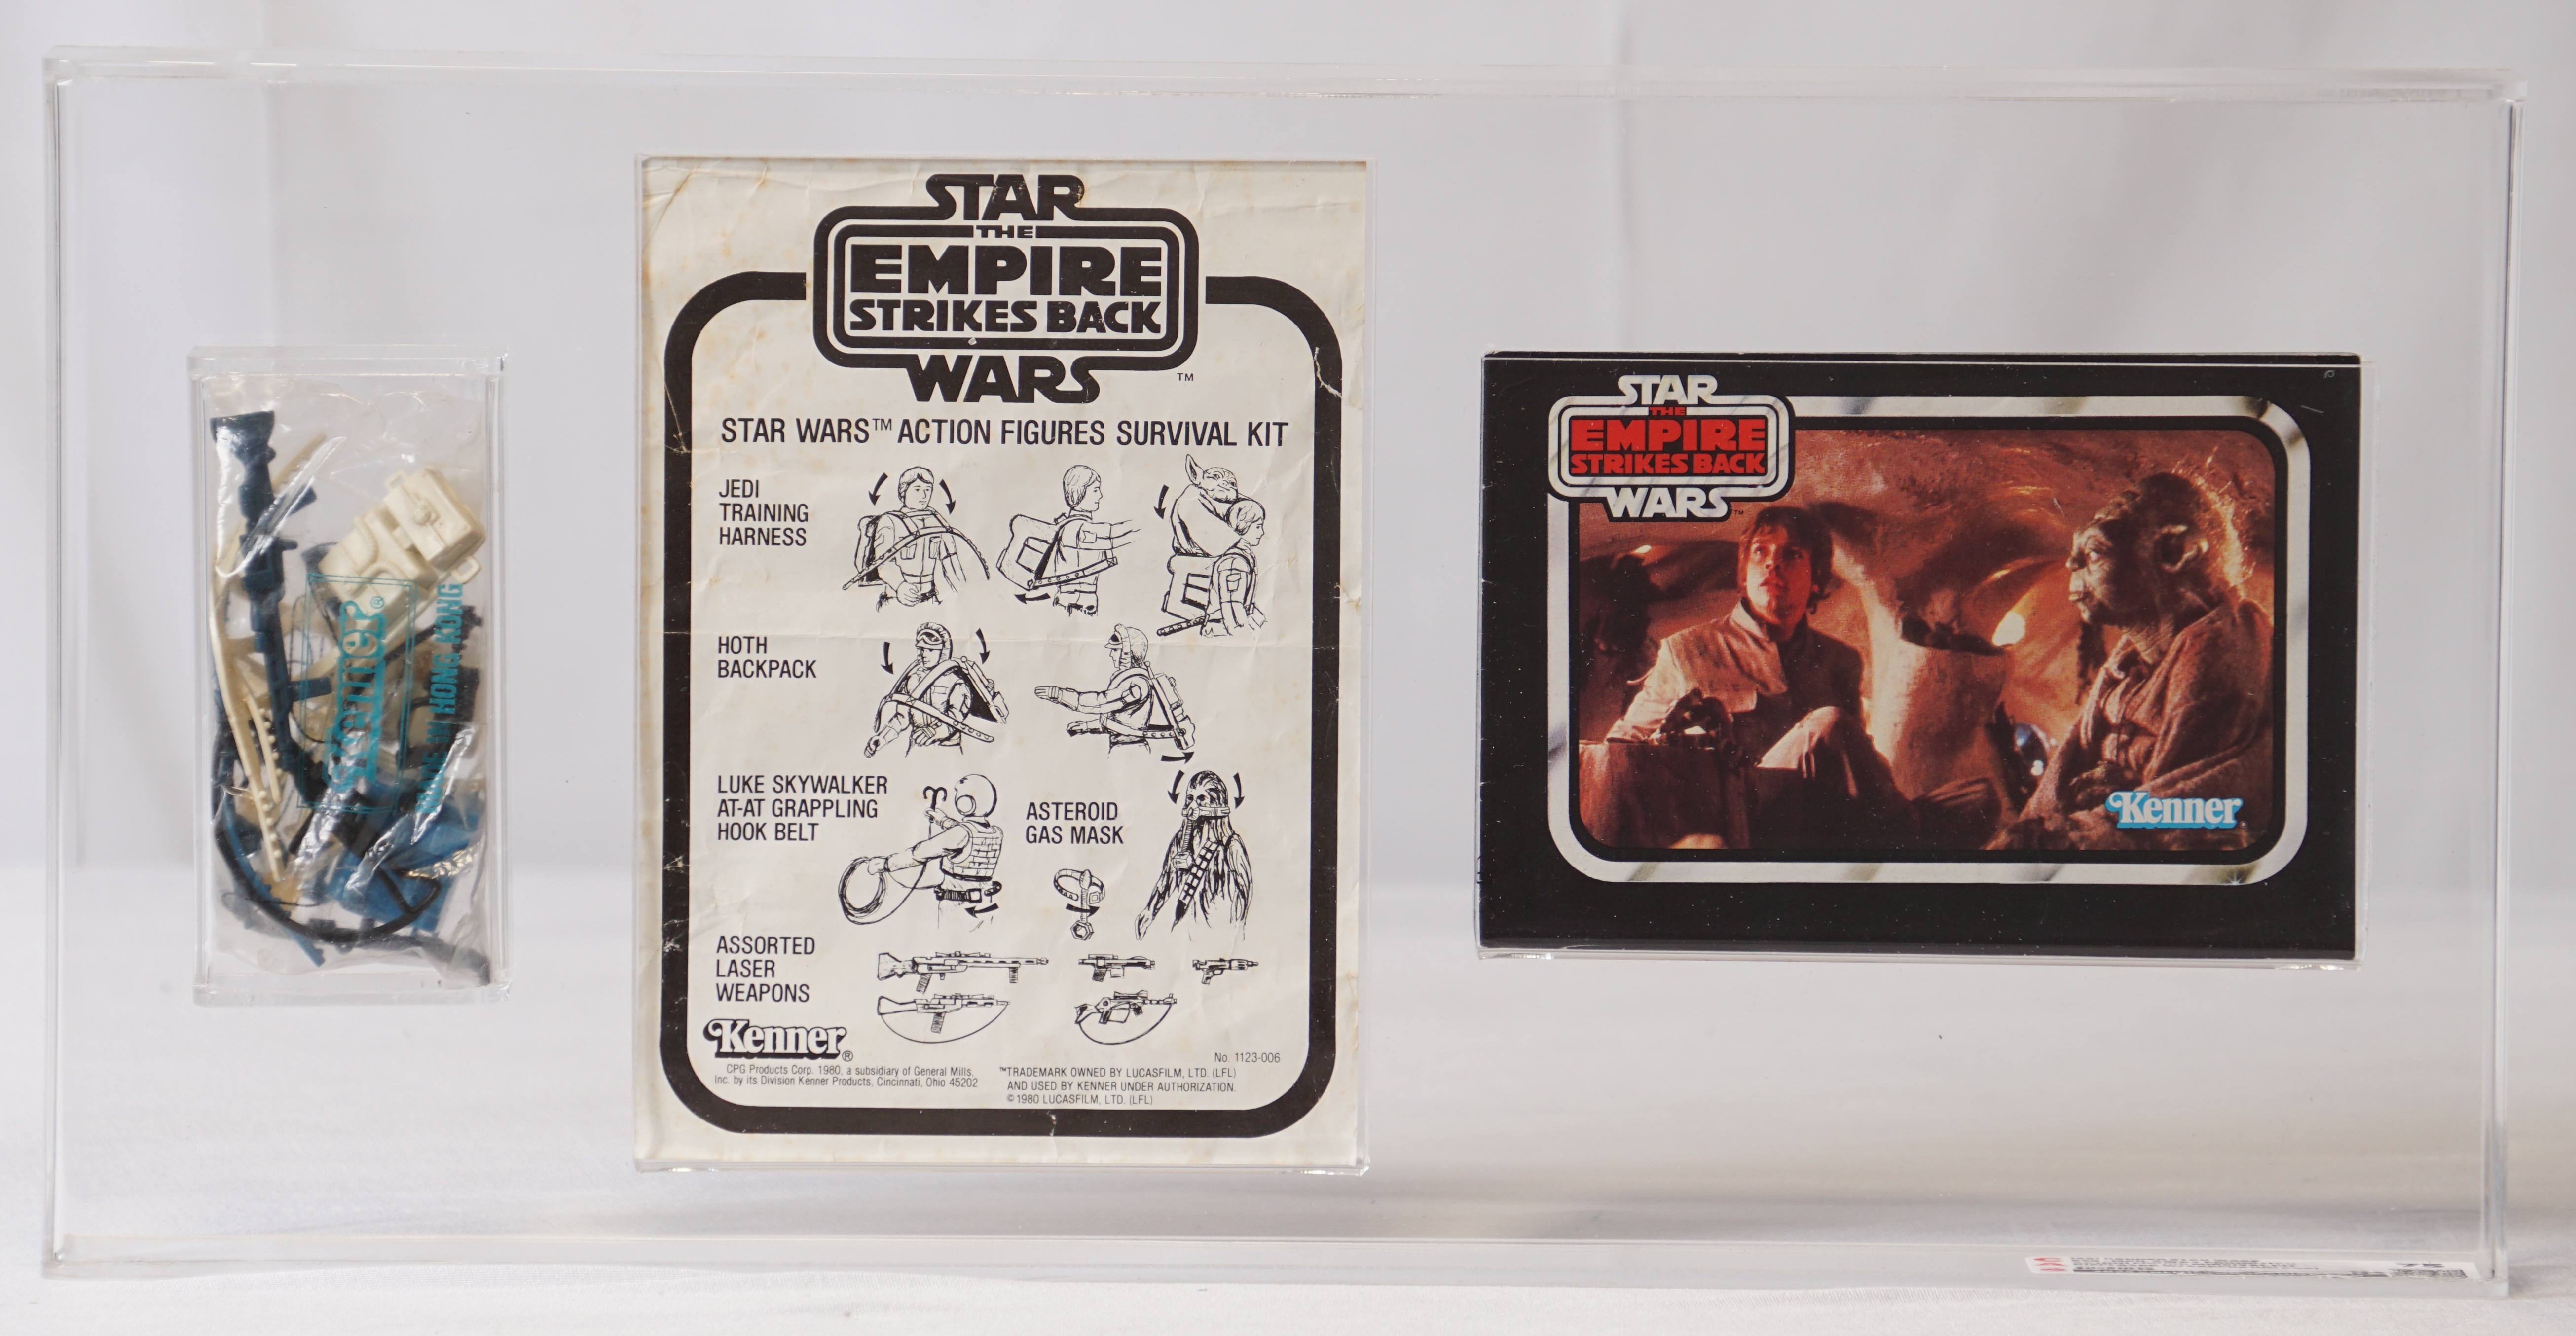 Kenner®
MADE IN HONG KONG
STAR
THE
EMPIRE
STRIKES BACK
WARS
TM
STAR WARS™ ACTION FIGURES SURVIVAL KIT
JEDI
TRAINING
HARNESS
HOTH
BACKPACK
LUKE SKYWALKER
AT-AT GRAPPLING
HOOK BELT
ASTEROID
GAS MASK
ASSORTED
LASER
WEAPONS
Kenner®
No. 1123-006
CPG Products Corp. 1980, a subsidiary of General Mills,
Inc. by its Division Kenner Products, Cincinnati, Ohio 45202
™TRADEMARK OWNED BY LUCASFILM, LTD. (LFL)
AND USED BY KENNER UNDER AUTHORIZATION.
©1980 LUCASFILM, LTD. (LFL)
STAR
THE
EMPIRE
STRIKES BACK
WARS
TM
Kenner
75